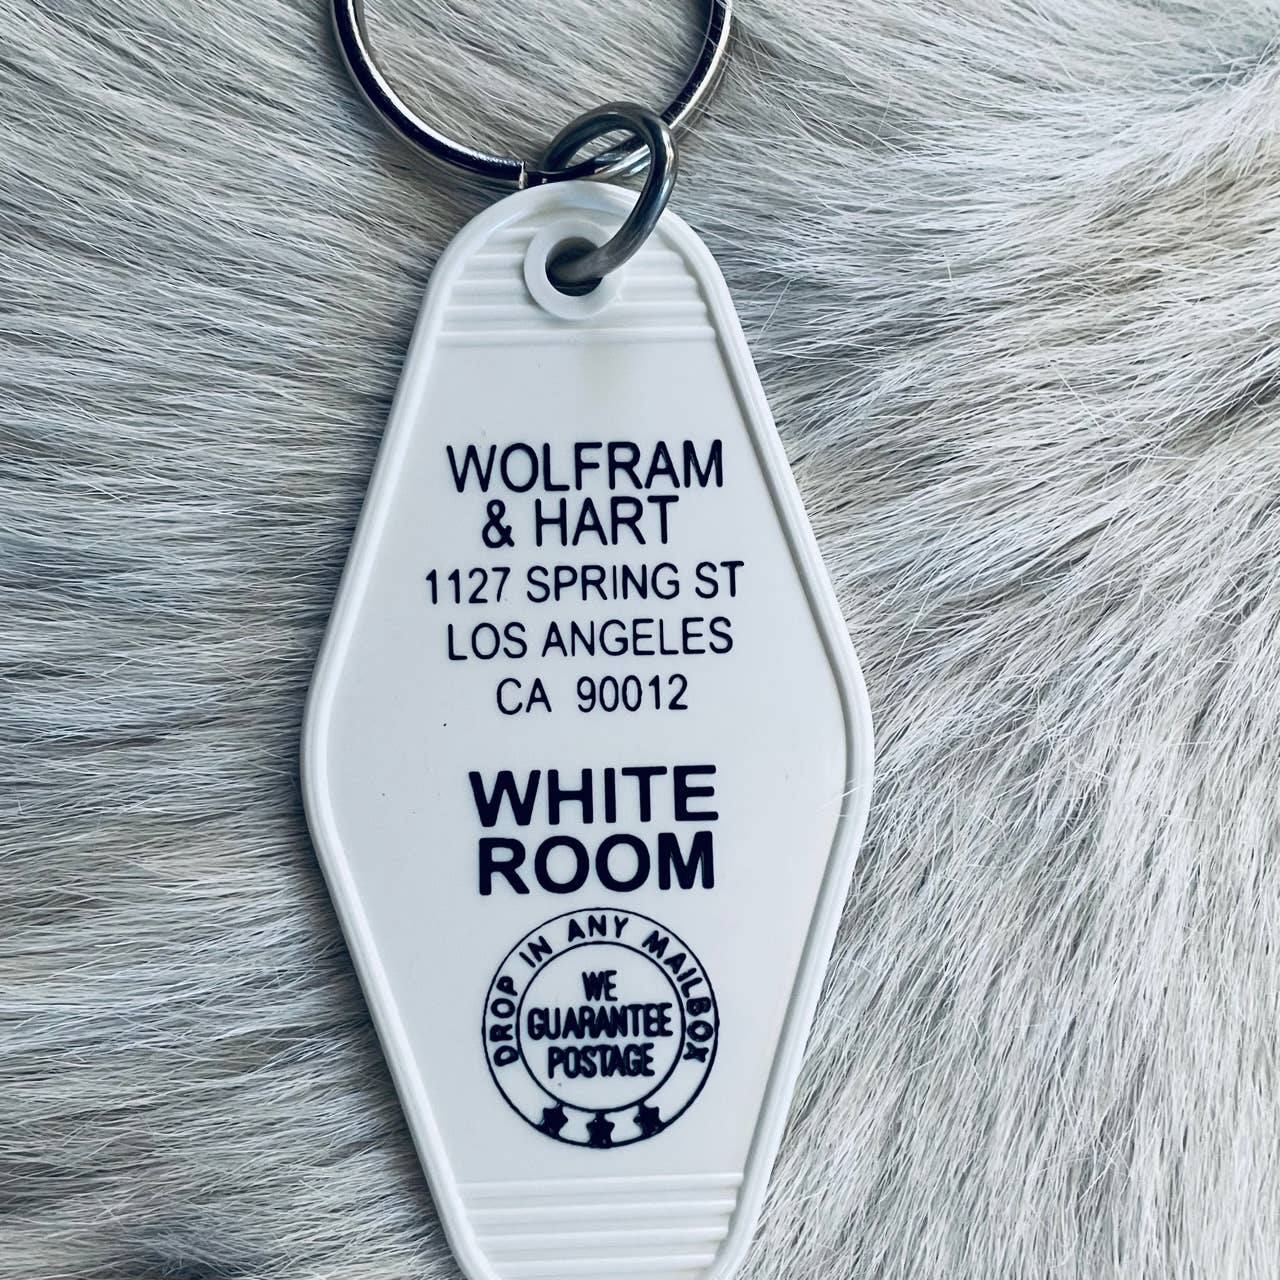 WOLFRAM
& HART
1127 SPRING ST
LOS ANGELES
CA 90012
WHITE
ROOM
DROP IN ANY MAILBOX
WE
GUARANTEE
POSTAGE